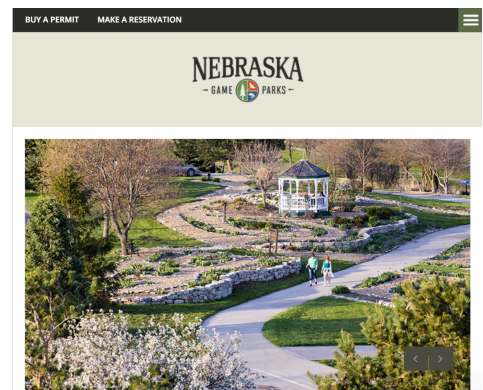 BUY A PERMIT MAKE A RESERVATION
NEBRASKA
- GAME PARKS -